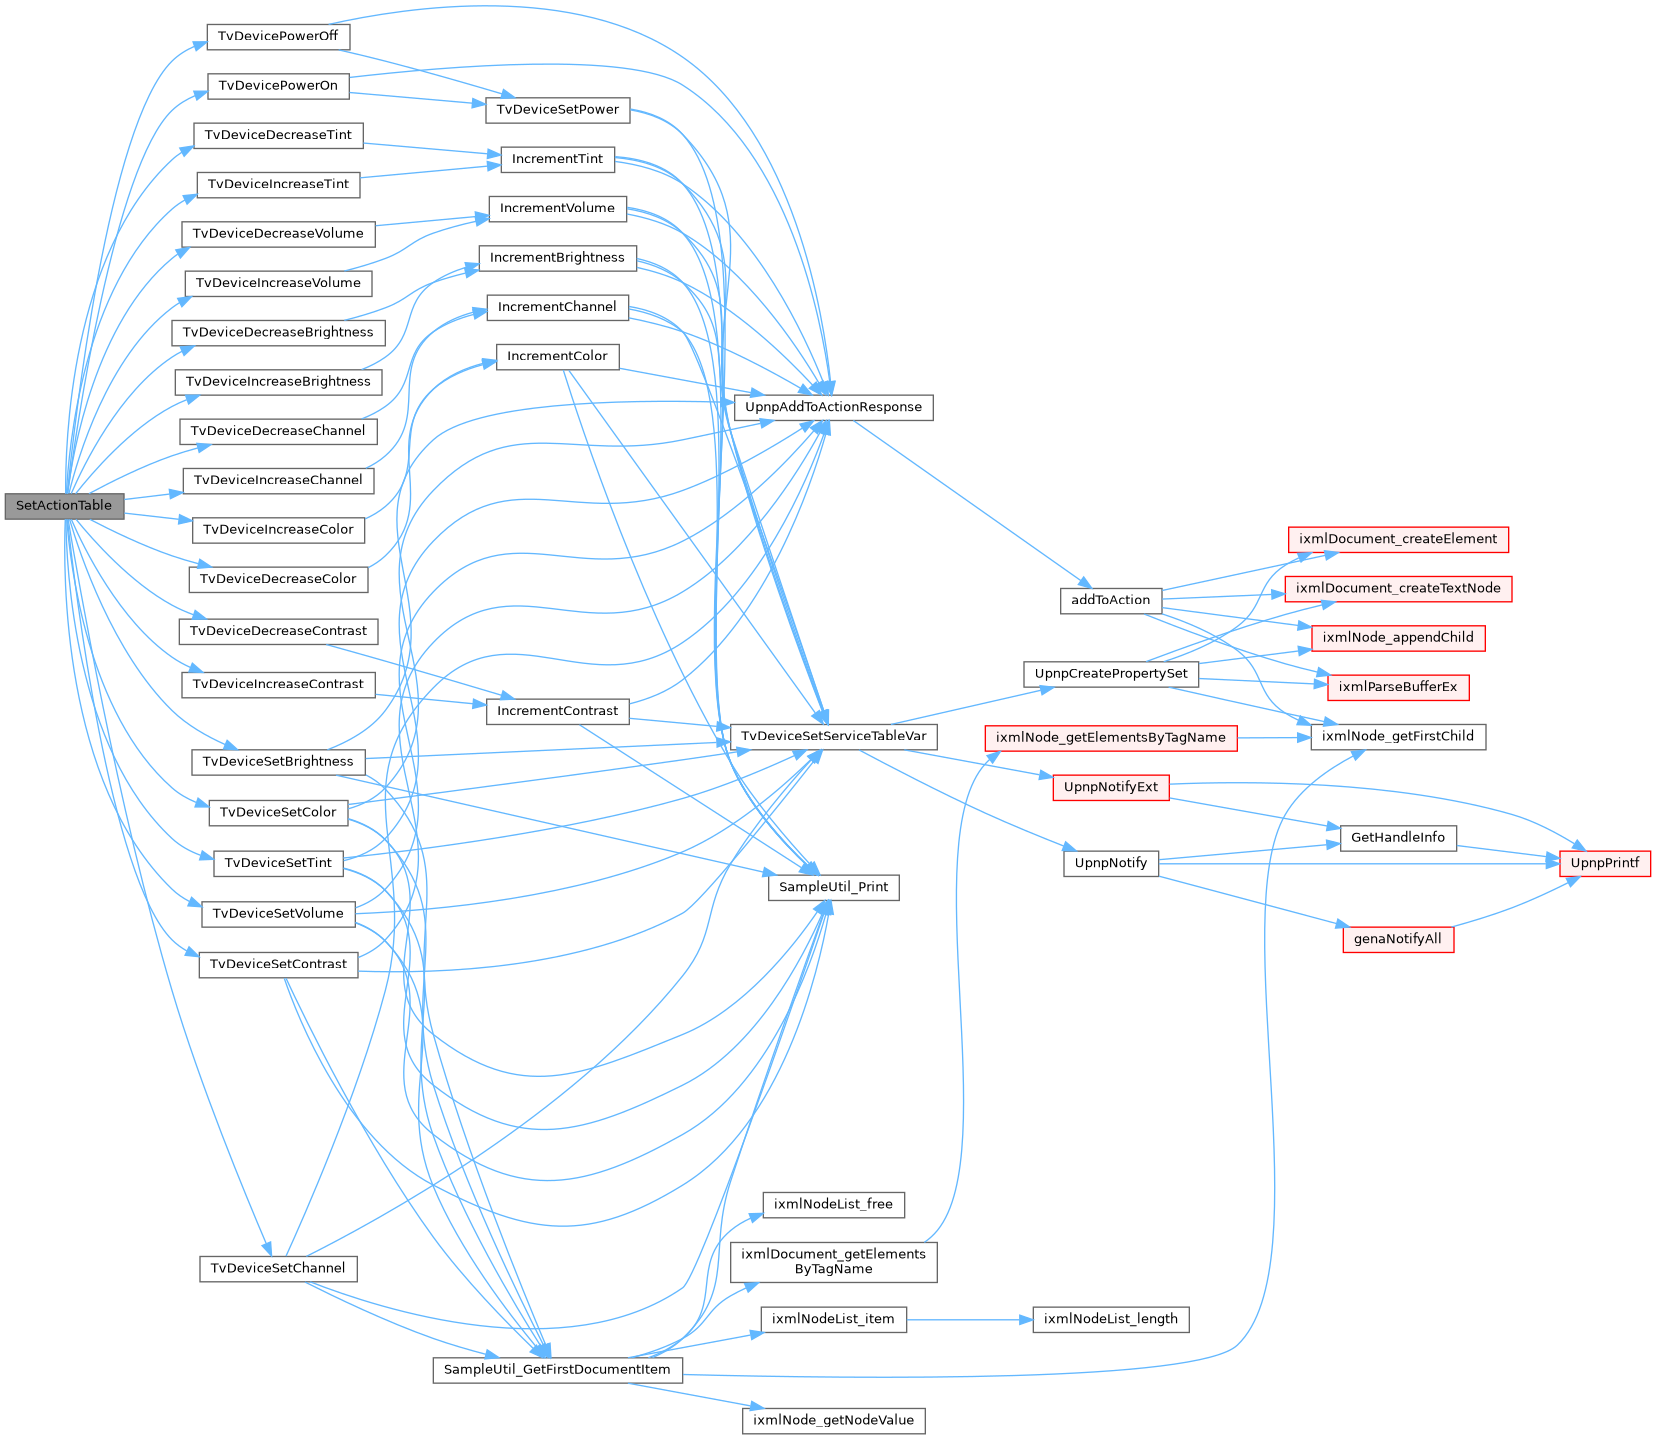 SetActionTable
TvDevicePowerOff
TvDevicePowerOn
TvDeviceDecreaseTint
TvDeviceIncreaseTint
TvDeviceDecreaseVolume
TvDeviceIncreaseVolume
TvDeviceDecreaseBrightness
TvDeviceIncreaseBrightness
TvDeviceDecreaseChannel
TvDeviceIncreaseChannel
TvDeviceIncreaseColor
TvDeviceDecreaseColor
TvDeviceDecreaseContrast
TvDeviceIncreaseContrast
TvDeviceSetBrightness
TvDeviceSetColor
TvDeviceSetTint
TvDeviceSetVolume
TvDeviceSetContrast
TvDeviceSetChannel
TvDeviceSetPower
IncrementTint
IncrementVolume
IncrementBrightness
IncrementChannel
IncrementColor
IncrementContrast
SampleUtil_GetFirstDocumentItem
UpnpAddToActionResponse
TvDeviceSetServiceTableVar
SampleUtil_Print
ixmlNodeList_free
ixmlDocument_getElements
ByTagName
ixmlNodeList_item
ixmlNode_getNodeValue
addToAction
UpnpCreatePropertySet
ixmlNode_getElementsByTagName
UpnpNotifyExt
UpnpNotify
ixmlNodeList_length
ixmlDocument_createElement
ixmlDocument_createTextNode
ixmlNode_appendChild
ixmlParseBufferEx
ixmlNode_getFirstChild
GetHandleInfo
genaNotifyAll
UpnpPrintf